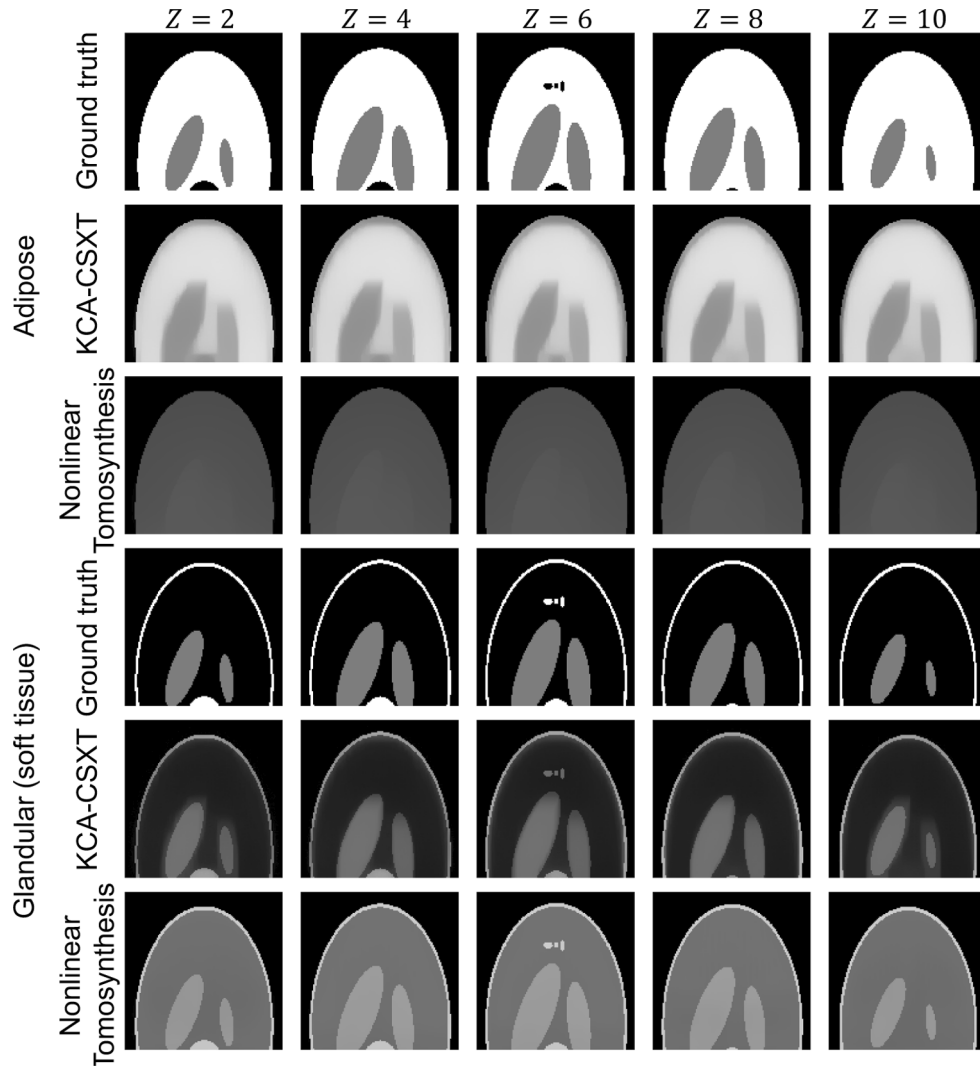 Z = 2
Z = 4
Z = 6
Z = 8
Z = 10
Adipose
Ground truth
KCA-CSXT
Nonlinear
Tomosynthesis
Glandular (soft tissue)
Ground truth
KCA-CSXT
Nonlinear
Tomosynthesis